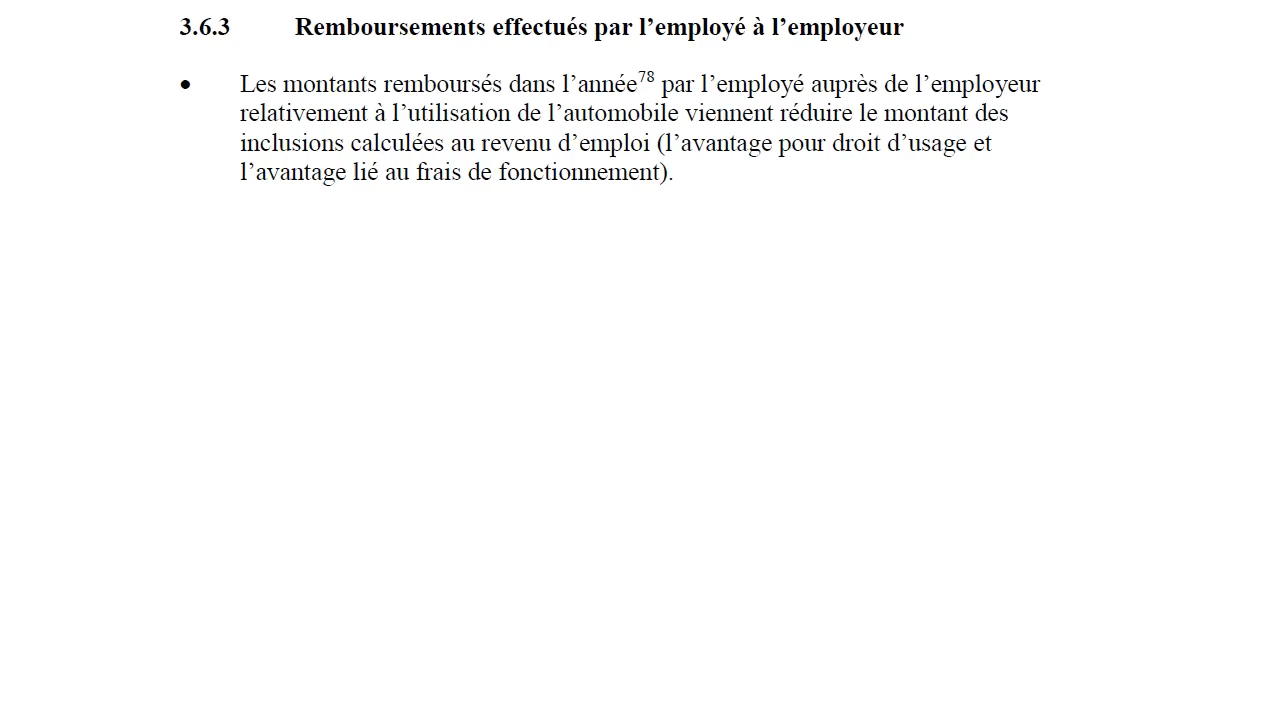 3.6.3 Remboursements effectués par l’employé à l’employeur
• Les montants remboursés dans l’année78 par l’employé auprès de l’employeur
relativement à l’utilisation de l’automobile viennent réduire le montant des
inclusions calculées au revenu d’emploi (l’avantage pour droit d’usage et
l’avantage lié au frais de fonctionnement).